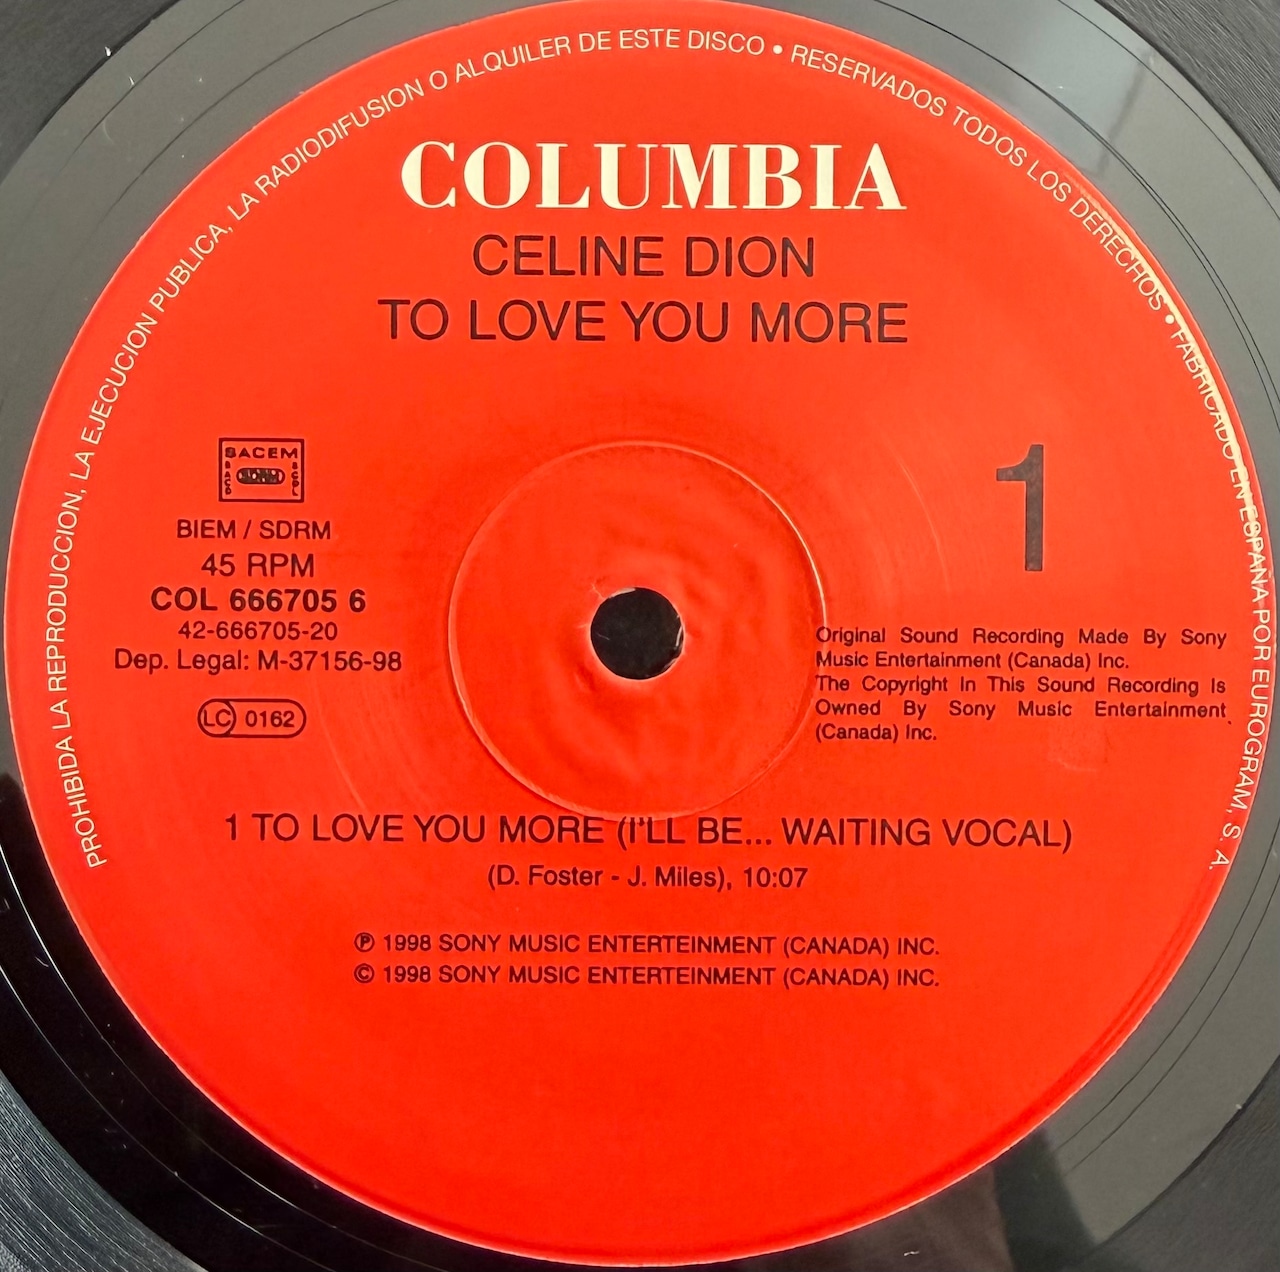 PROHIBIDA LA REPRODUCCION, LA EJECUCION PUBLICA, LA RADIODIFUSION O ALQUILER DE ESTE DISCO • RESERVADOS TODOS LOS DERECHOS • FABRICADO EN ESPAÑA POR EUROGRAM, S. A.
COLUMBIA
CELINE DION
TO LOVE YOU MORE
SACEM
BIEM / SDRM
45 RPM
COL 666705 6
42-666705-20
Dep. Legal: M-37156-98
LC 0162
1
Original Sound Recording Made By Sony
Music Entertainment (Canada) Inc.
The Copyright In This Sound Recording Is
Owned By Sony Music Entertainment
(Canada) Inc.
1 TO LOVE YOU MORE (I'LL BE... WAITING VOCAL)
(D. Foster - J. Miles), 10:07
℗ 1998 SONY MUSIC ENTERTEINMENT (CANADA) INC.
© 1998 SONY MUSIC ENTERTEINMENT (CANADA) INC.